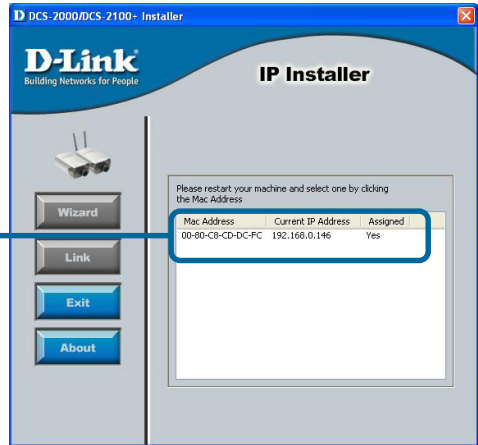 DCS-2000/DCS-2100+ Installer
D-Link
Building Networks for People
IP Installer
Please restart your machine and select one by clicking
the Mac Address
Mac Address Current IP Address Assigned
00-80-C8-CD-DC-FC 192.168.0.146 Yes
Wizard
Link
Exit
About